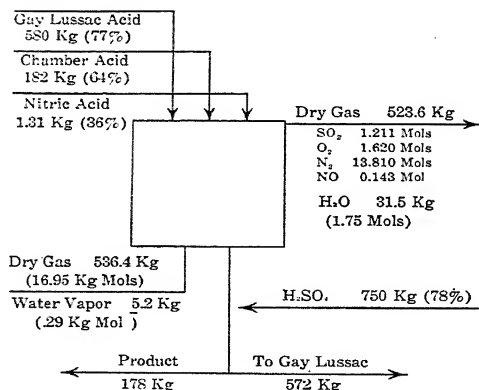 Gay Lussac Acid
580 Kg (77%)
Chamber Acid
182 Kg (64%)
Nitric Acid
1.31 Kg (36%)
Dry Gas 523.6 Kg
SO₂ 1.211 Mols
O₂ 1.620 Mols
N₂ 13.810 Mols
NO 0.143 Mol
H₂O 31.5 Kg
(1.75 Mols)
Dry Gas 536.4 Kg
(16.95 Kg Mols)
Water Vapor 5.2 Kg
(.29 Kg Mol)
H₂SO₄ 750 Kg (78%)
Product
178 Kg
To Gay Lussac
572 Kg